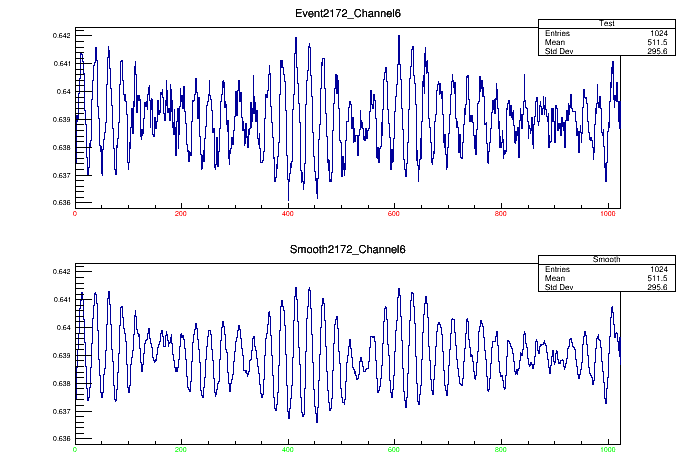 Event2172_Channel6
Test
Entries 1024
Mean 511.5
Std Dev 295.6
0.642
0.641
0.64
0.639
0.638
0.637
0.636
0 200 400 600 800 1000
Smooth2172_Channel6
Smooth
Entries 1024
Mean 511.5
Std Dev 295.6
0.642
0.641
0.64
0.639
0.638
0.637
0.636
0 200 400 600 800 1000